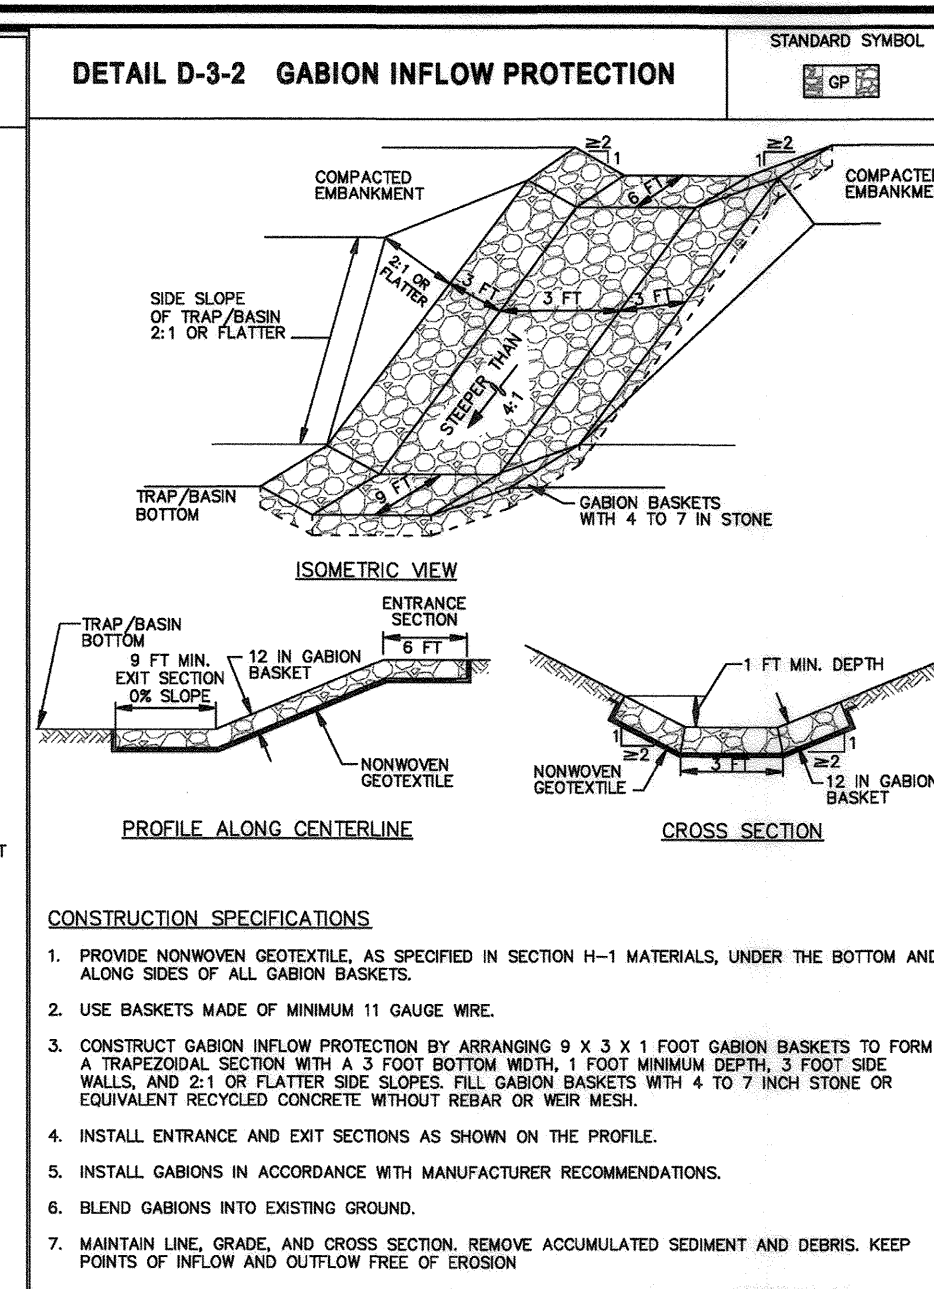 DETAIL D-3-2 GABION INFLOW PROTECTION
STANDARD SYMBOL
GP
≥2
1
≥2
1
COMPACTED
EMBANKMENT
6 FT
COMPACTED
EMBANKME
2:1 OR
FLATTER
3 FT
3 FT
3 FT
SIDE SLOPE
OF TRAP/BASIN
2:1 OR FLATTER
STEEPER THAN
4:1
9 FT
TRAP/BASIN
BOTTOM
GABION BASKETS
WITH 4 TO 7 IN STONE
ISOMETRIC VIEW
TRAP/BASIN
BOTTOM
9 FT MIN.
EXIT SECTION
0% SLOPE
12 IN GABION
BASKET
ENTRANCE
SECTION
6 FT
NONWOVEN
GEOTEXTILE
PROFILE ALONG CENTERLINE
1 FT MIN. DEPTH
1
≥2
3 FT
≥2
1
NONWOVEN
GEOTEXTILE
12 IN GABION
BASKET
CROSS SECTION
T
CONSTRUCTION SPECIFICATIONS
1. PROVIDE NONWOVEN GEOTEXTILE, AS SPECIFIED IN SECTION H-1 MATERIALS, UNDER THE BOTTOM AND
ALONG SIDES OF ALL GABION BASKETS.
2. USE BASKETS MADE OF MINIMUM 11 GAUGE WIRE.
3. CONSTRUCT GABION INFLOW PROTECTION BY ARRANGING 9 X 3 X 1 FOOT GABION BASKETS TO FORM
A TRAPEZOIDAL SECTION WITH A 3 FOOT BOTTOM WIDTH, 1 FOOT MINIMUM DEPTH, 3 FOOT SIDE
WALLS, AND 2:1 OR FLATTER SIDE SLOPES. FILL GABION BASKETS WITH 4 TO 7 INCH STONE OR
EQUIVALENT RECYCLED CONCRETE WITHOUT REBAR OR WEIR MESH.
4. INSTALL ENTRANCE AND EXIT SECTIONS AS SHOWN ON THE PROFILE.
5. INSTALL GABIONS IN ACCORDANCE WITH MANUFACTURER RECOMMENDATIONS.
6. BLEND GABIONS INTO EXISTING GROUND.
7. MAINTAIN LINE, GRADE, AND CROSS SECTION. REMOVE ACCUMULATED SEDIMENT AND DEBRIS. KEEP
POINTS OF INFLOW AND OUTFLOW FREE OF EROSION